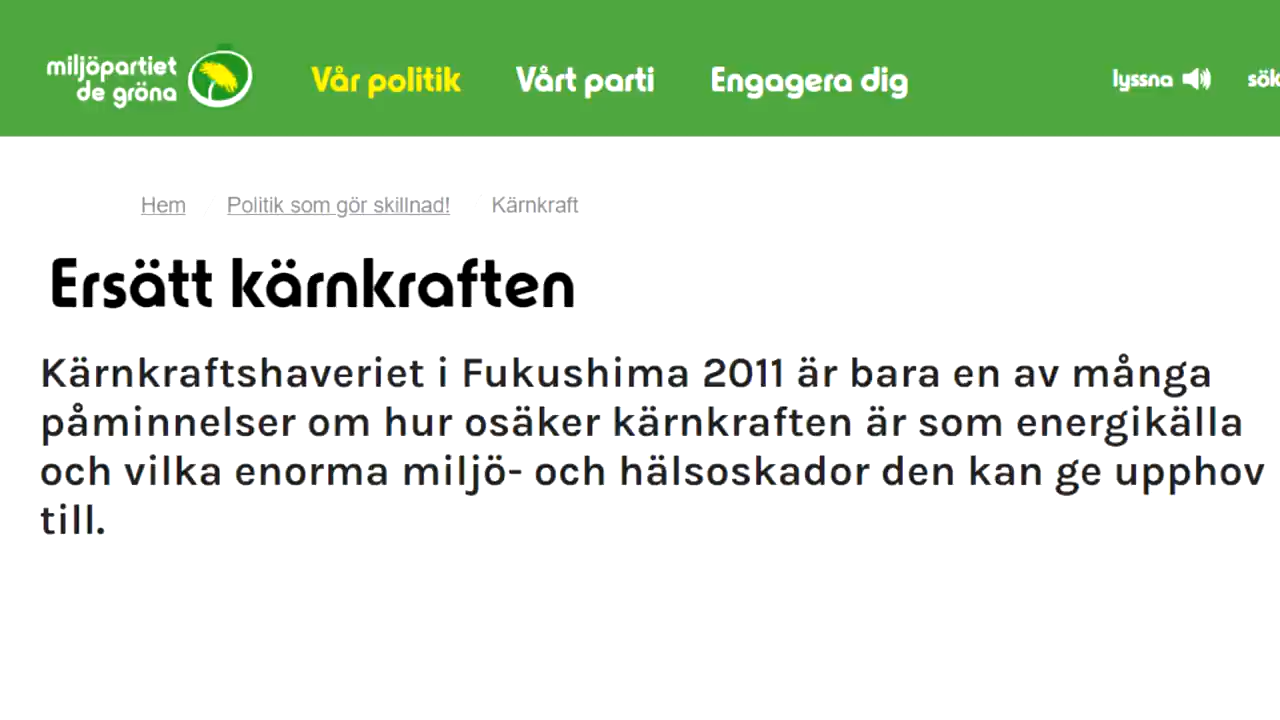 miljöpartiet
de gröna
Vår politik
Vårt parti
Engagera dig
lyssna
sök
Hem / Politik som gör skillnad! Kärnkraft
Ersätt kärnkraften
Kärnkraftshaveriet i Fukushima 2011 är bara en av många
påminnelser om hur osäker kärnkraften är som energikälla
och vilka enorma miljö- och hälsoskador den kan ge upphov
till.